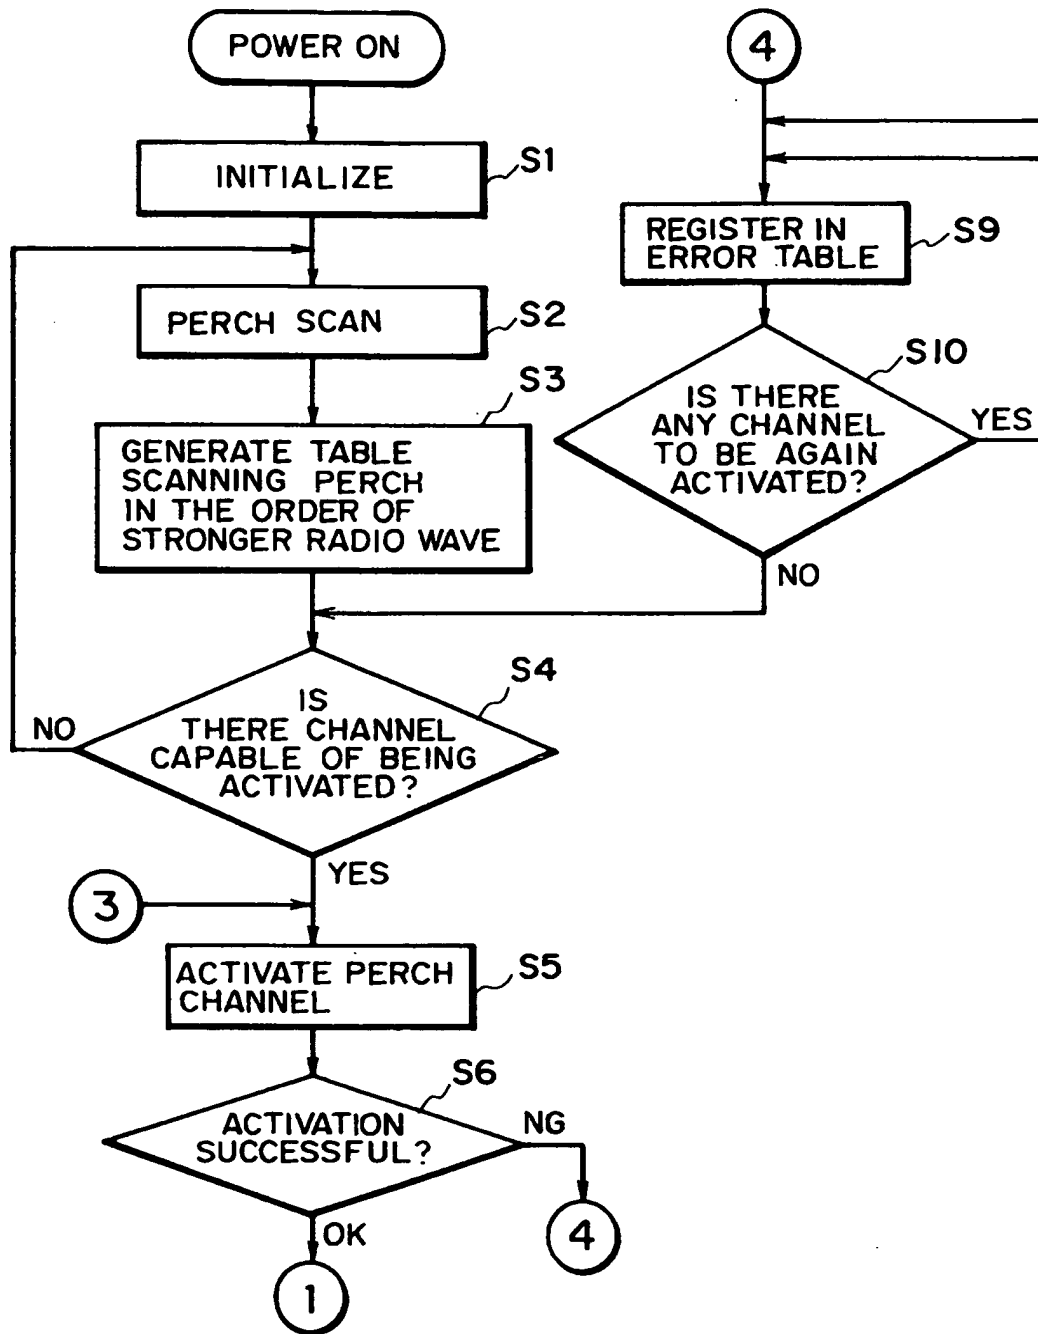 POWER ON
INITIALIZE
S1
PERCH SCAN
S2
S3
GENERATE TABLE
SCANNING PERCH
IN THE ORDER OF
STRONGER RADIO WAVE
S4
IS
THERE CHANNEL
CAPABLE OF BEING
ACTIVATED?
NO
YES
3
ACTIVATE PERCH
CHANNEL
S5
S6
ACTIVATION
SUCCESSFUL?
NG
4
OK
1
4
REGISTER IN
ERROR TABLE
S9
S10
IS THERE
ANY CHANNEL
TO BE AGAIN
ACTIVATED?
YES
NO